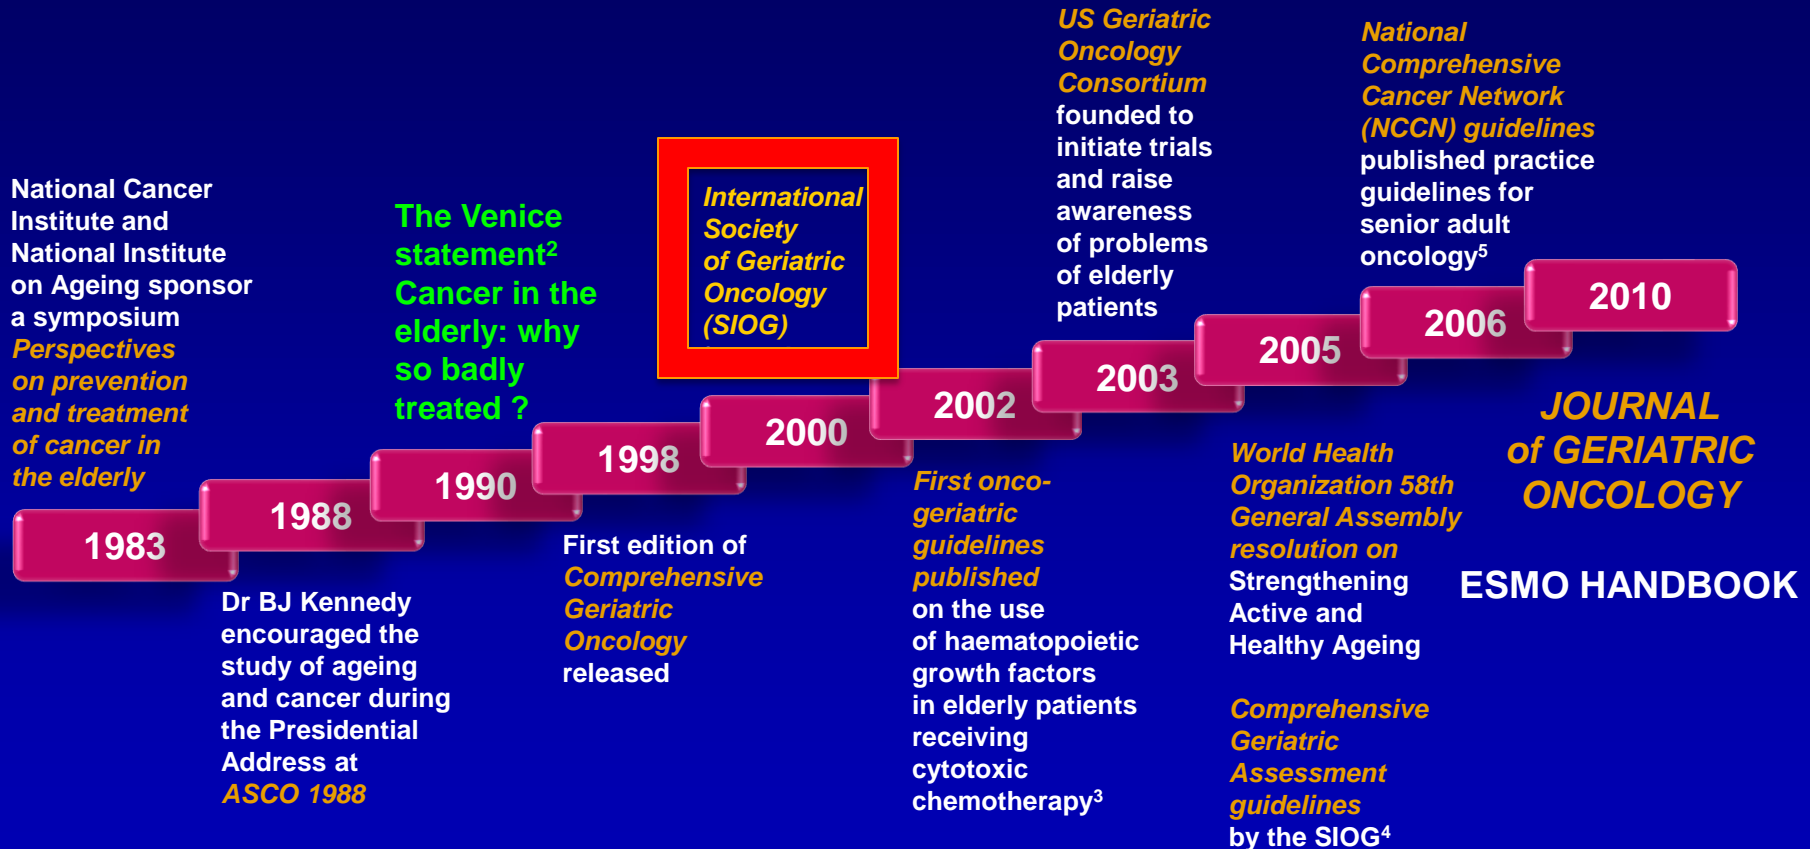 National Cancer
Institute and
National Institute
on Ageing sponsor
a symposium
Perspectives
on prevention
and treatment
of cancer in
the elderly
1983
1988
Dr BJ Kennedy
encouraged the
study of ageing
and cancer during
the Presidential
Address at
ASCO 1988
The Venice
statement²
Cancer in the
elderly: why
so badly
treated ?
1990
1998
First edition of
Comprehensive
Geriatric
Oncology
released
International
Society
of Geriatric
Oncology
(SIOG)
2000
2002
First onco-
geriatric
guidelines
published
on the use
of haematopoietic
growth factors
in elderly patients
receiving
cytotoxic
chemotherapy³
US Geriatric
Oncology
Consortium
founded to
initiate trials
and raise
awareness
of problems
of elderly
patients
2003
2005
World Health
Organization 58th
General Assembly
resolution on
Strengthening
Active and
Healthy Ageing
Comprehensive
Geriatric
Assessment
guidelines
by the SIOG⁴
National
Comprehensive
Cancer Network
(NCCN) guidelines
published practice
guidelines for
senior adult
oncology⁵
2006
2010
JOURNAL
of GERIATRIC
ONCOLOGY
ESMO HANDBOOK